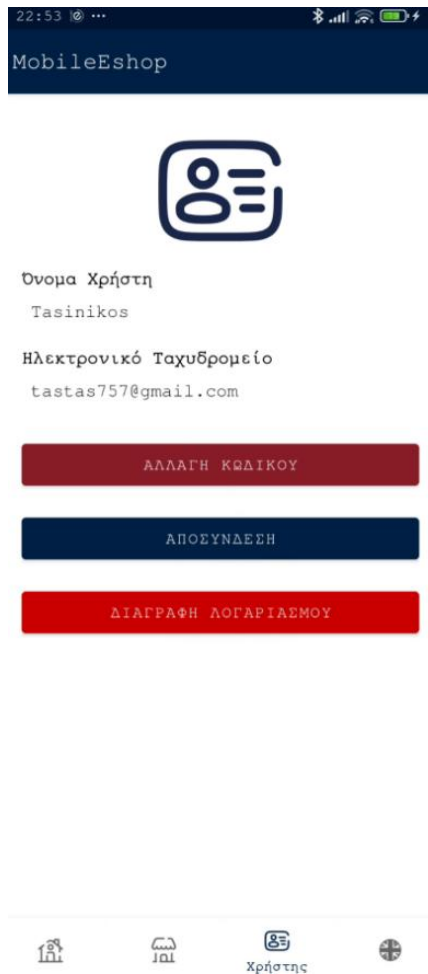 22:53 ...
MobileEshop
Όνομα Χρήστη
Tasinikos
Ηλεκτρονικό Ταχυδρομείο
tastas757@gmail.com
ΑΛΛΑΓΗ ΚΩΔΙΚΟΥ
ΑΠΟΣΥΝΔΕΣΗ
ΔΙΑΓΡΑΦΗ ΛΟΓΑΡΙΑΣΜΟΥ
Χρήστης